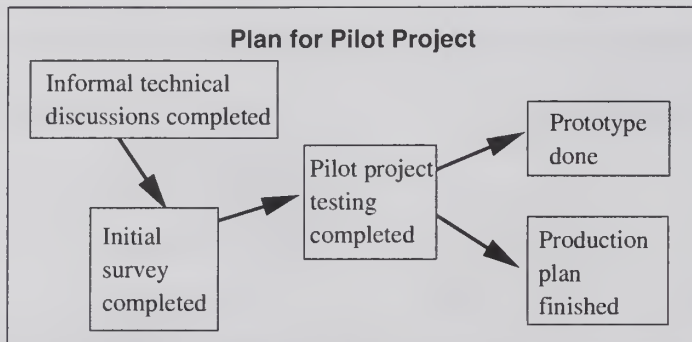 Plan for Pilot Project
Informal technical
discussions completed
Initial
survey
completed
Pilot project
testing
completed
Prototype
done
Production
plan
finished